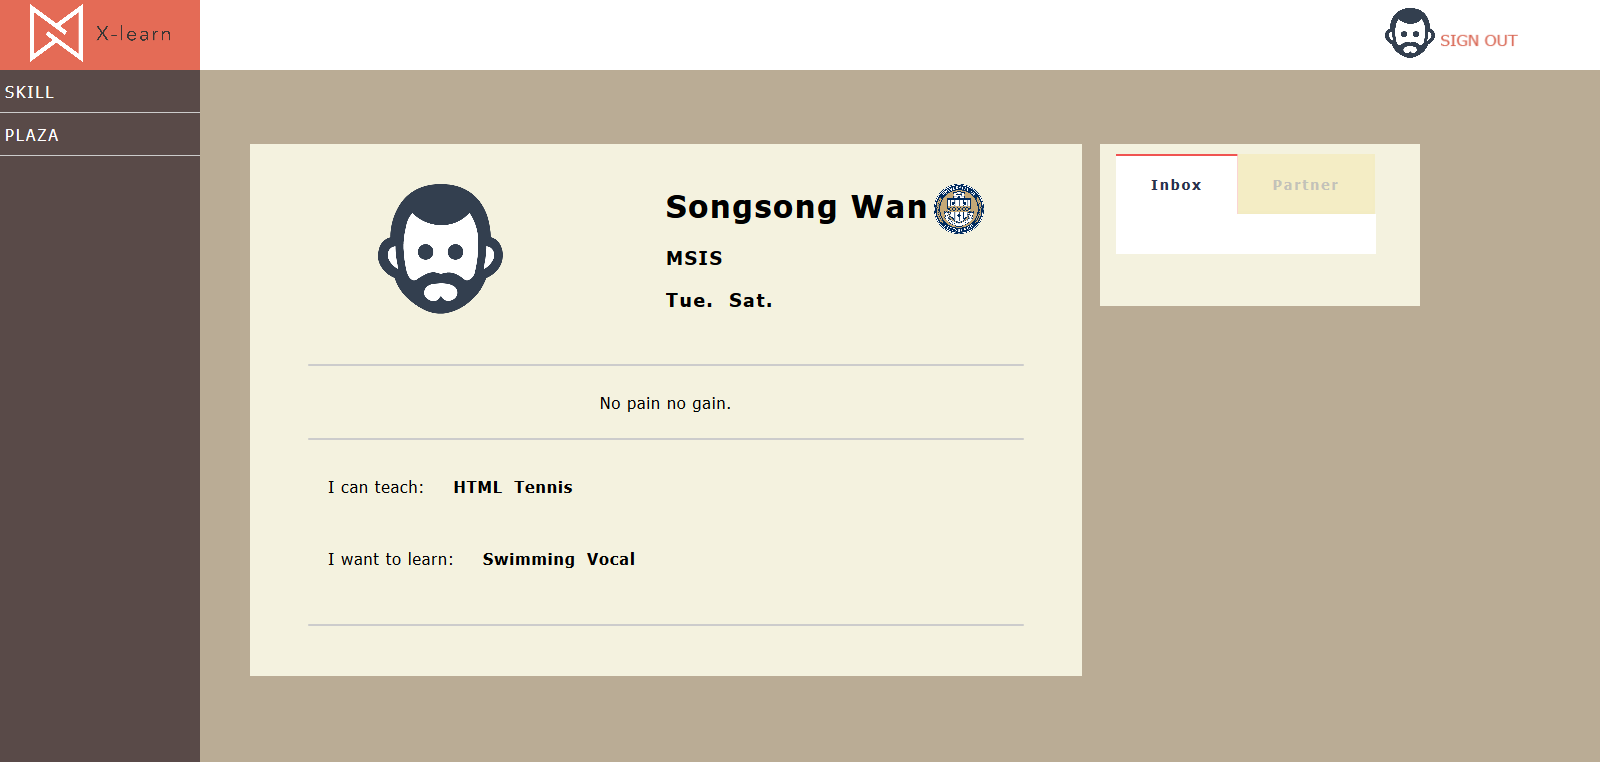 X-learn
SIGN OUT
SKILL
PLAZA
Songsong Wan
MSIS
Tue. Sat.
No pain no gain.
I can teach: HTML Tennis
I want to learn: Swimming Vocal
Inbox Partner